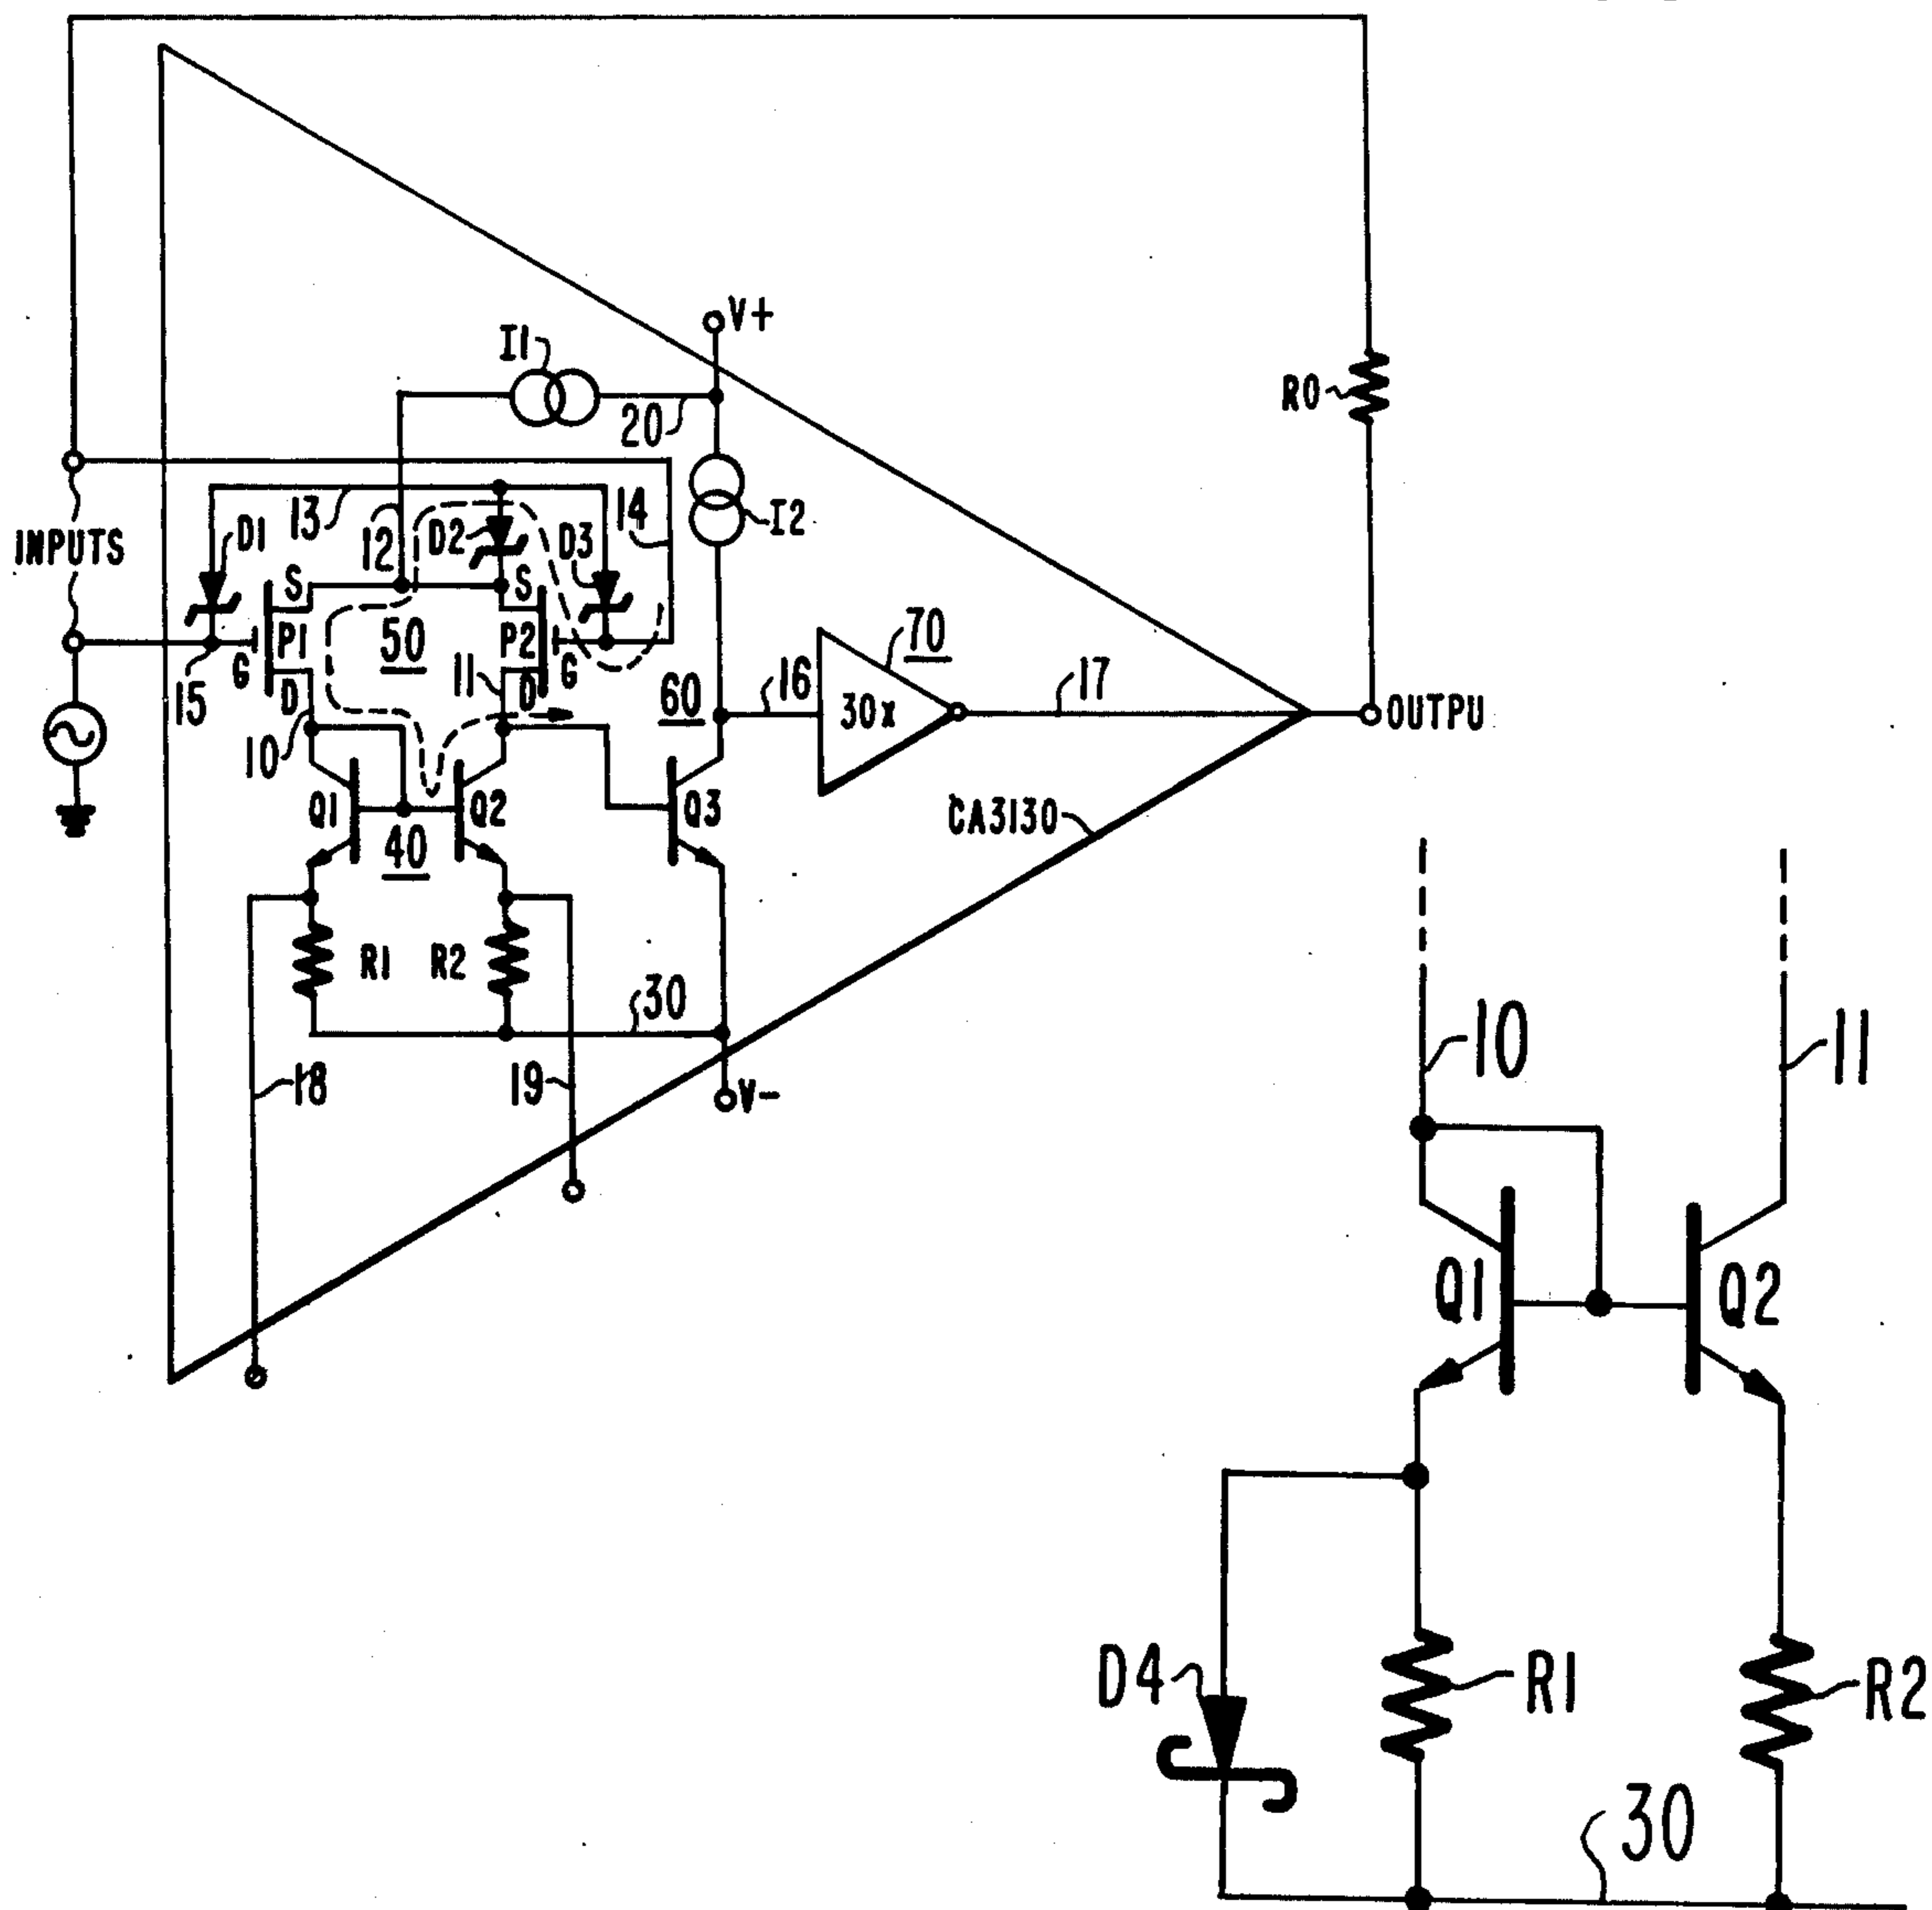 V+
I1
20
R0
I2
INPUTS
D1
13
12
D2
D3
14
S
S
P1
50
P2
G
D
11
D
G
15
10
60
16
70
30x
17
OUTPU
Q1
Q2
40
Q3
CA3130
R1
R2
30
18
19
V-
10
11
Q1
Q2
D4
R1
R2
30